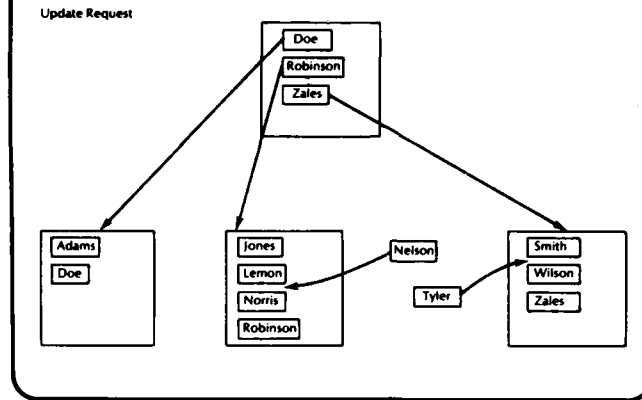 Update Request
Doe
Robinson
Zales
Adams
Doe
Jones
Lemon
Norris
Robinson
Nelson
Tyler
Smith
Wilson
Zales